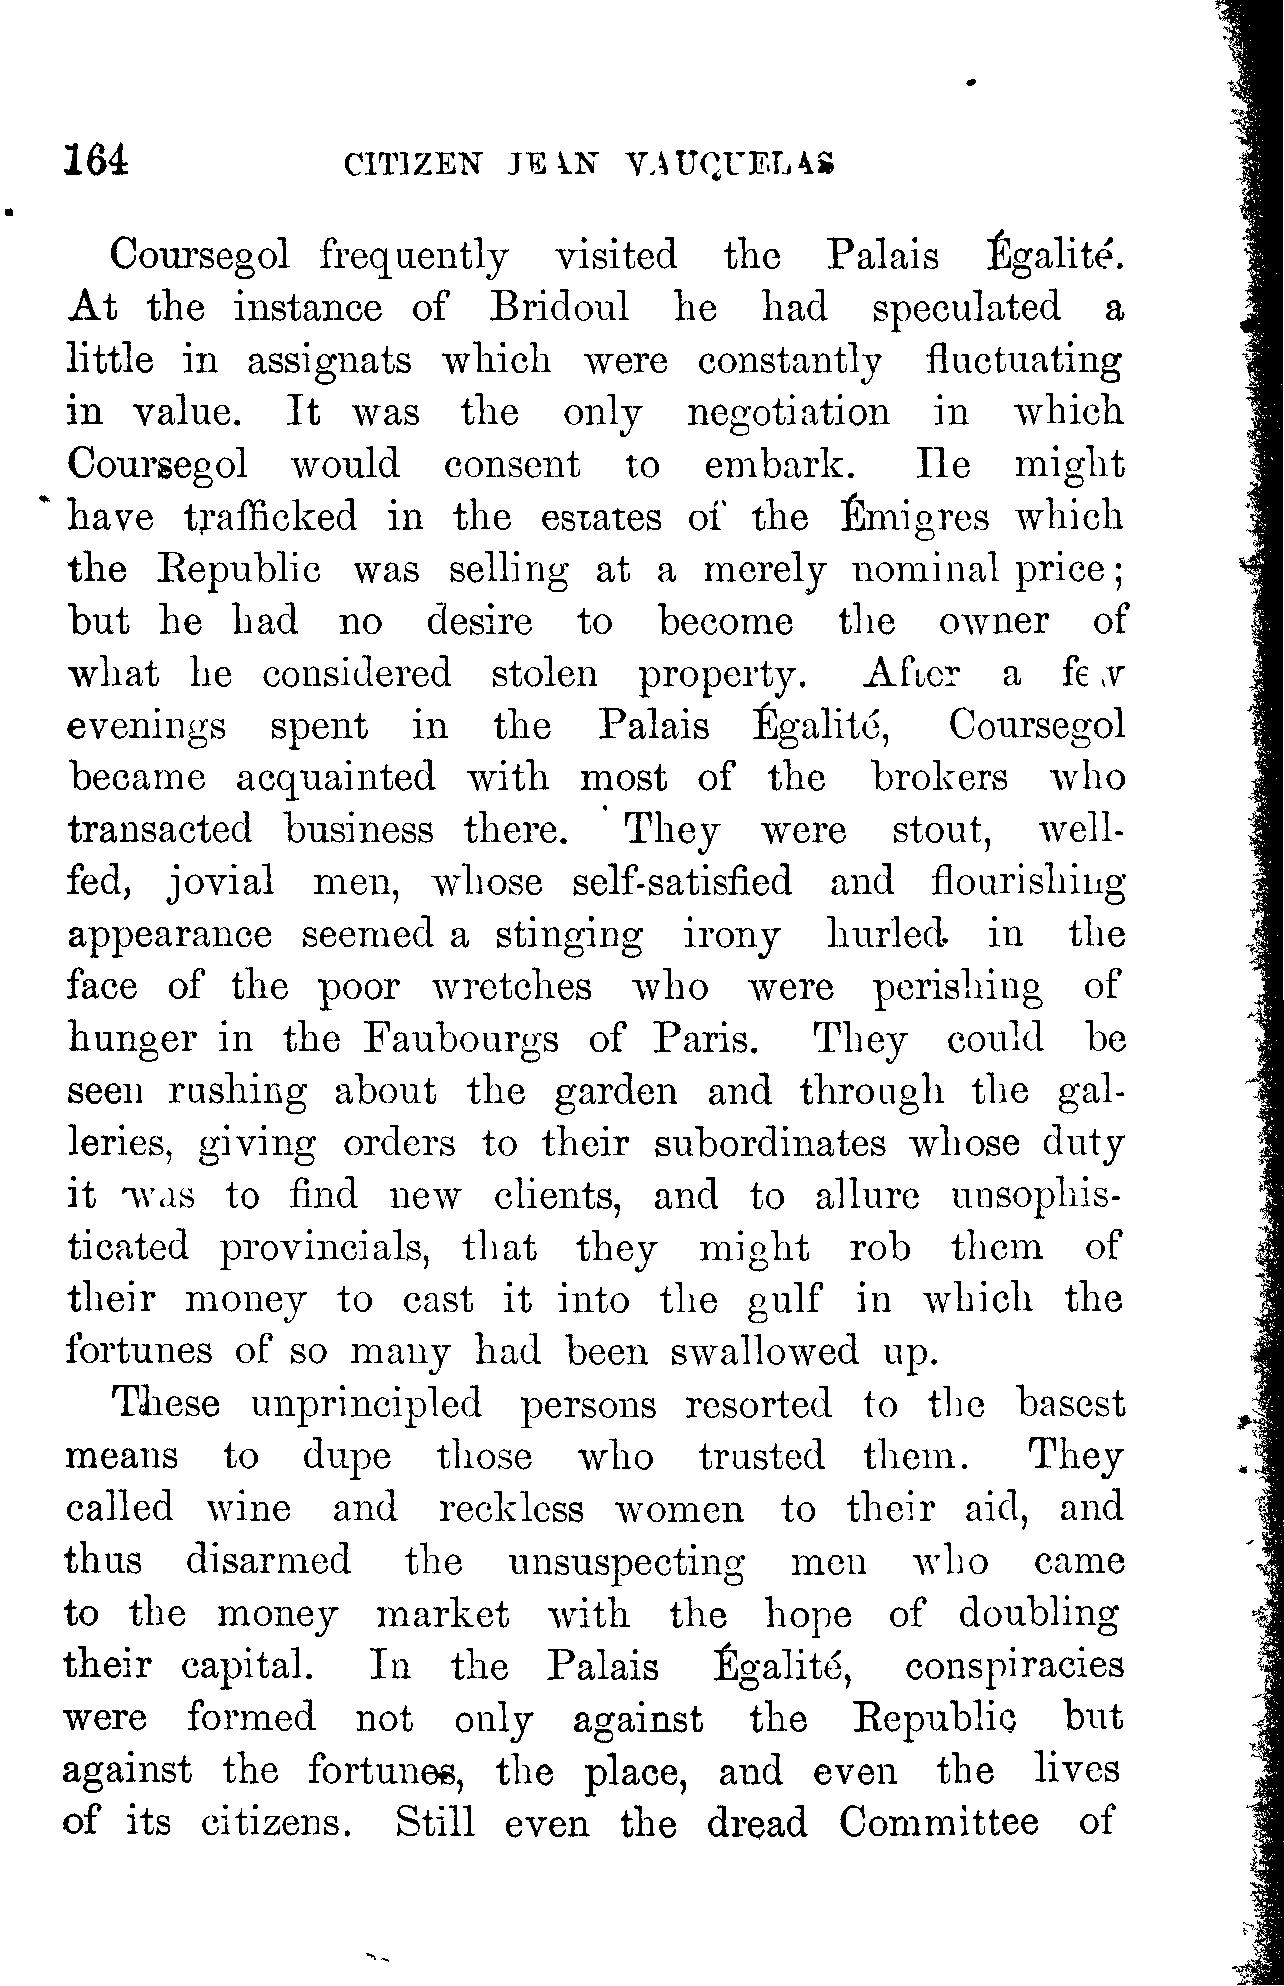 164 CITIZEN JEAN VAUQUELAS
Coursegol frequently visited the Palais Égalité.
At the instance of Bridoul he had speculated a
little in assignats which were constantly fluctuating
in value. It was the only negotiation in which
Coursegol would consent to embark. He might
have trafficked in the estates of the Émigres which
the Republic was selling at a merely nominal price;
but he had no desire to become the owner of
what he considered stolen property. After a few
evenings spent in the Palais Égalité, Coursegol
became acquainted with most of the brokers who
transacted business there. They were stout, well-
fed, jovial men, whose self-satisfied and flourishing
appearance seemed a stinging irony hurled in the
face of the poor wretches who were perishing of
hunger in the Faubourgs of Paris. They could be
seen rushing about the garden and through the gal-
leries, giving orders to their subordinates whose duty
it was to find new clients, and to allure unsophis-
ticated provincials, that they might rob them of
their money to cast it into the gulf in which the
fortunes of so many had been swallowed up.
These unprincipled persons resorted to the basest
means to dupe those who trusted them. They
called wine and reckless women to their aid, and
thus disarmed the unsuspecting men who came
to the money market with the hope of doubling
their capital. In the Palais Égalité, conspiracies
were formed not only against the Republic but
against the fortunes, the place, and even the lives
of its citizens. Still even the dread Committee of